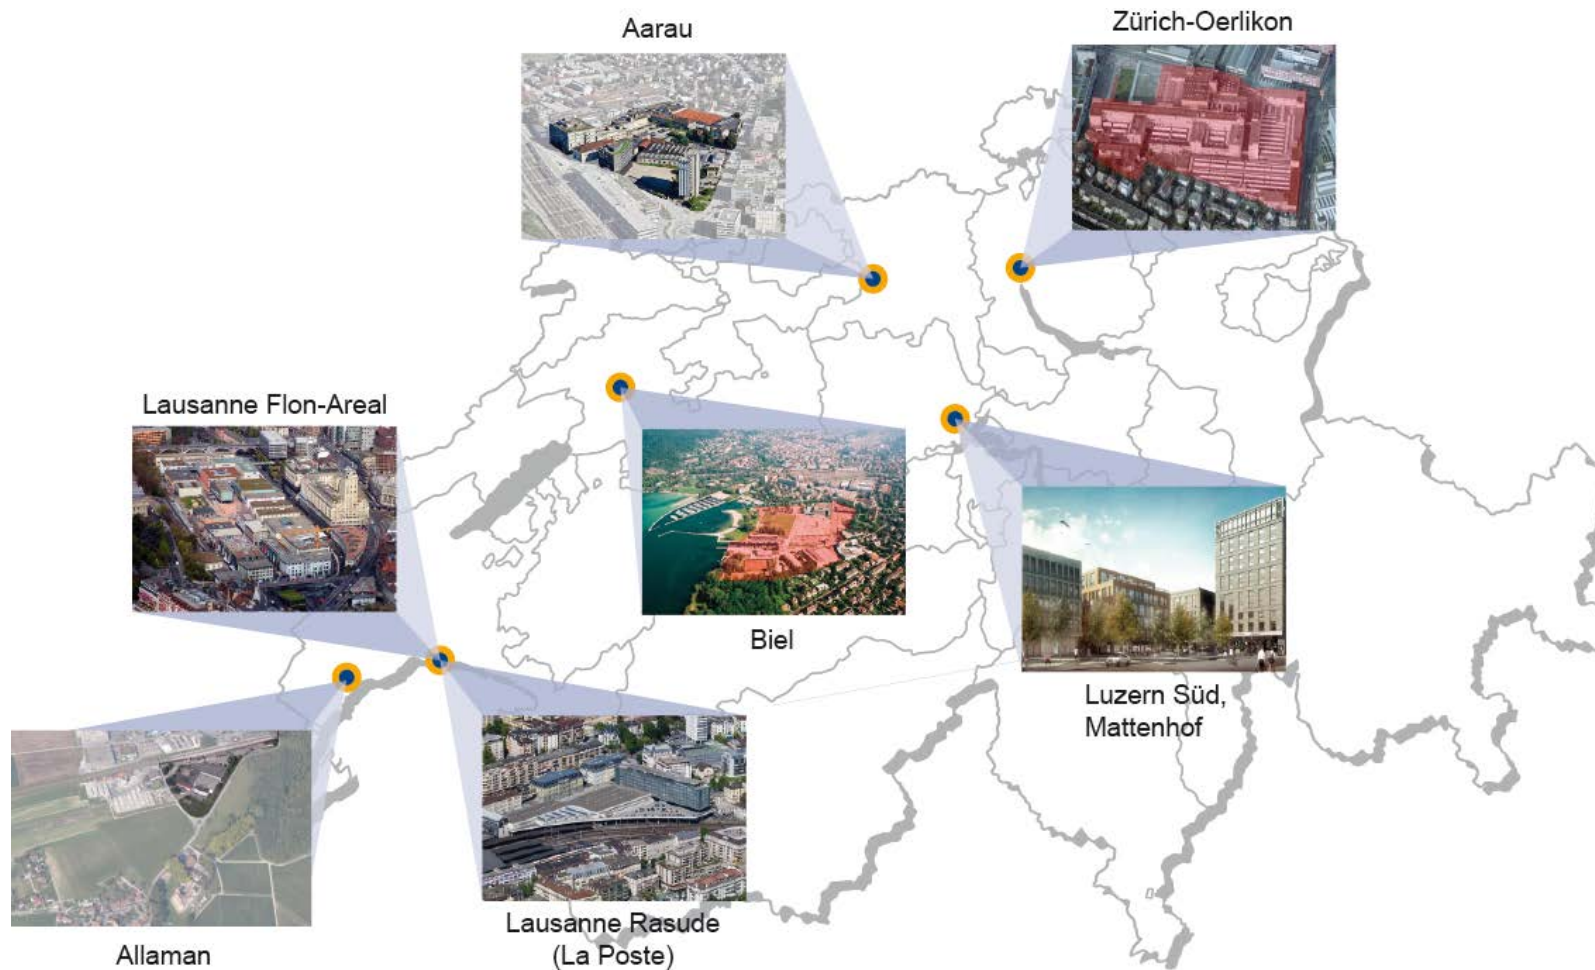 Aarau
Zürich-Oerlikon
Lausanne Flon-Areal
Biel
Luzern Süd,
Mattenhof
Lausanne Rasude
(La Poste)
Allaman